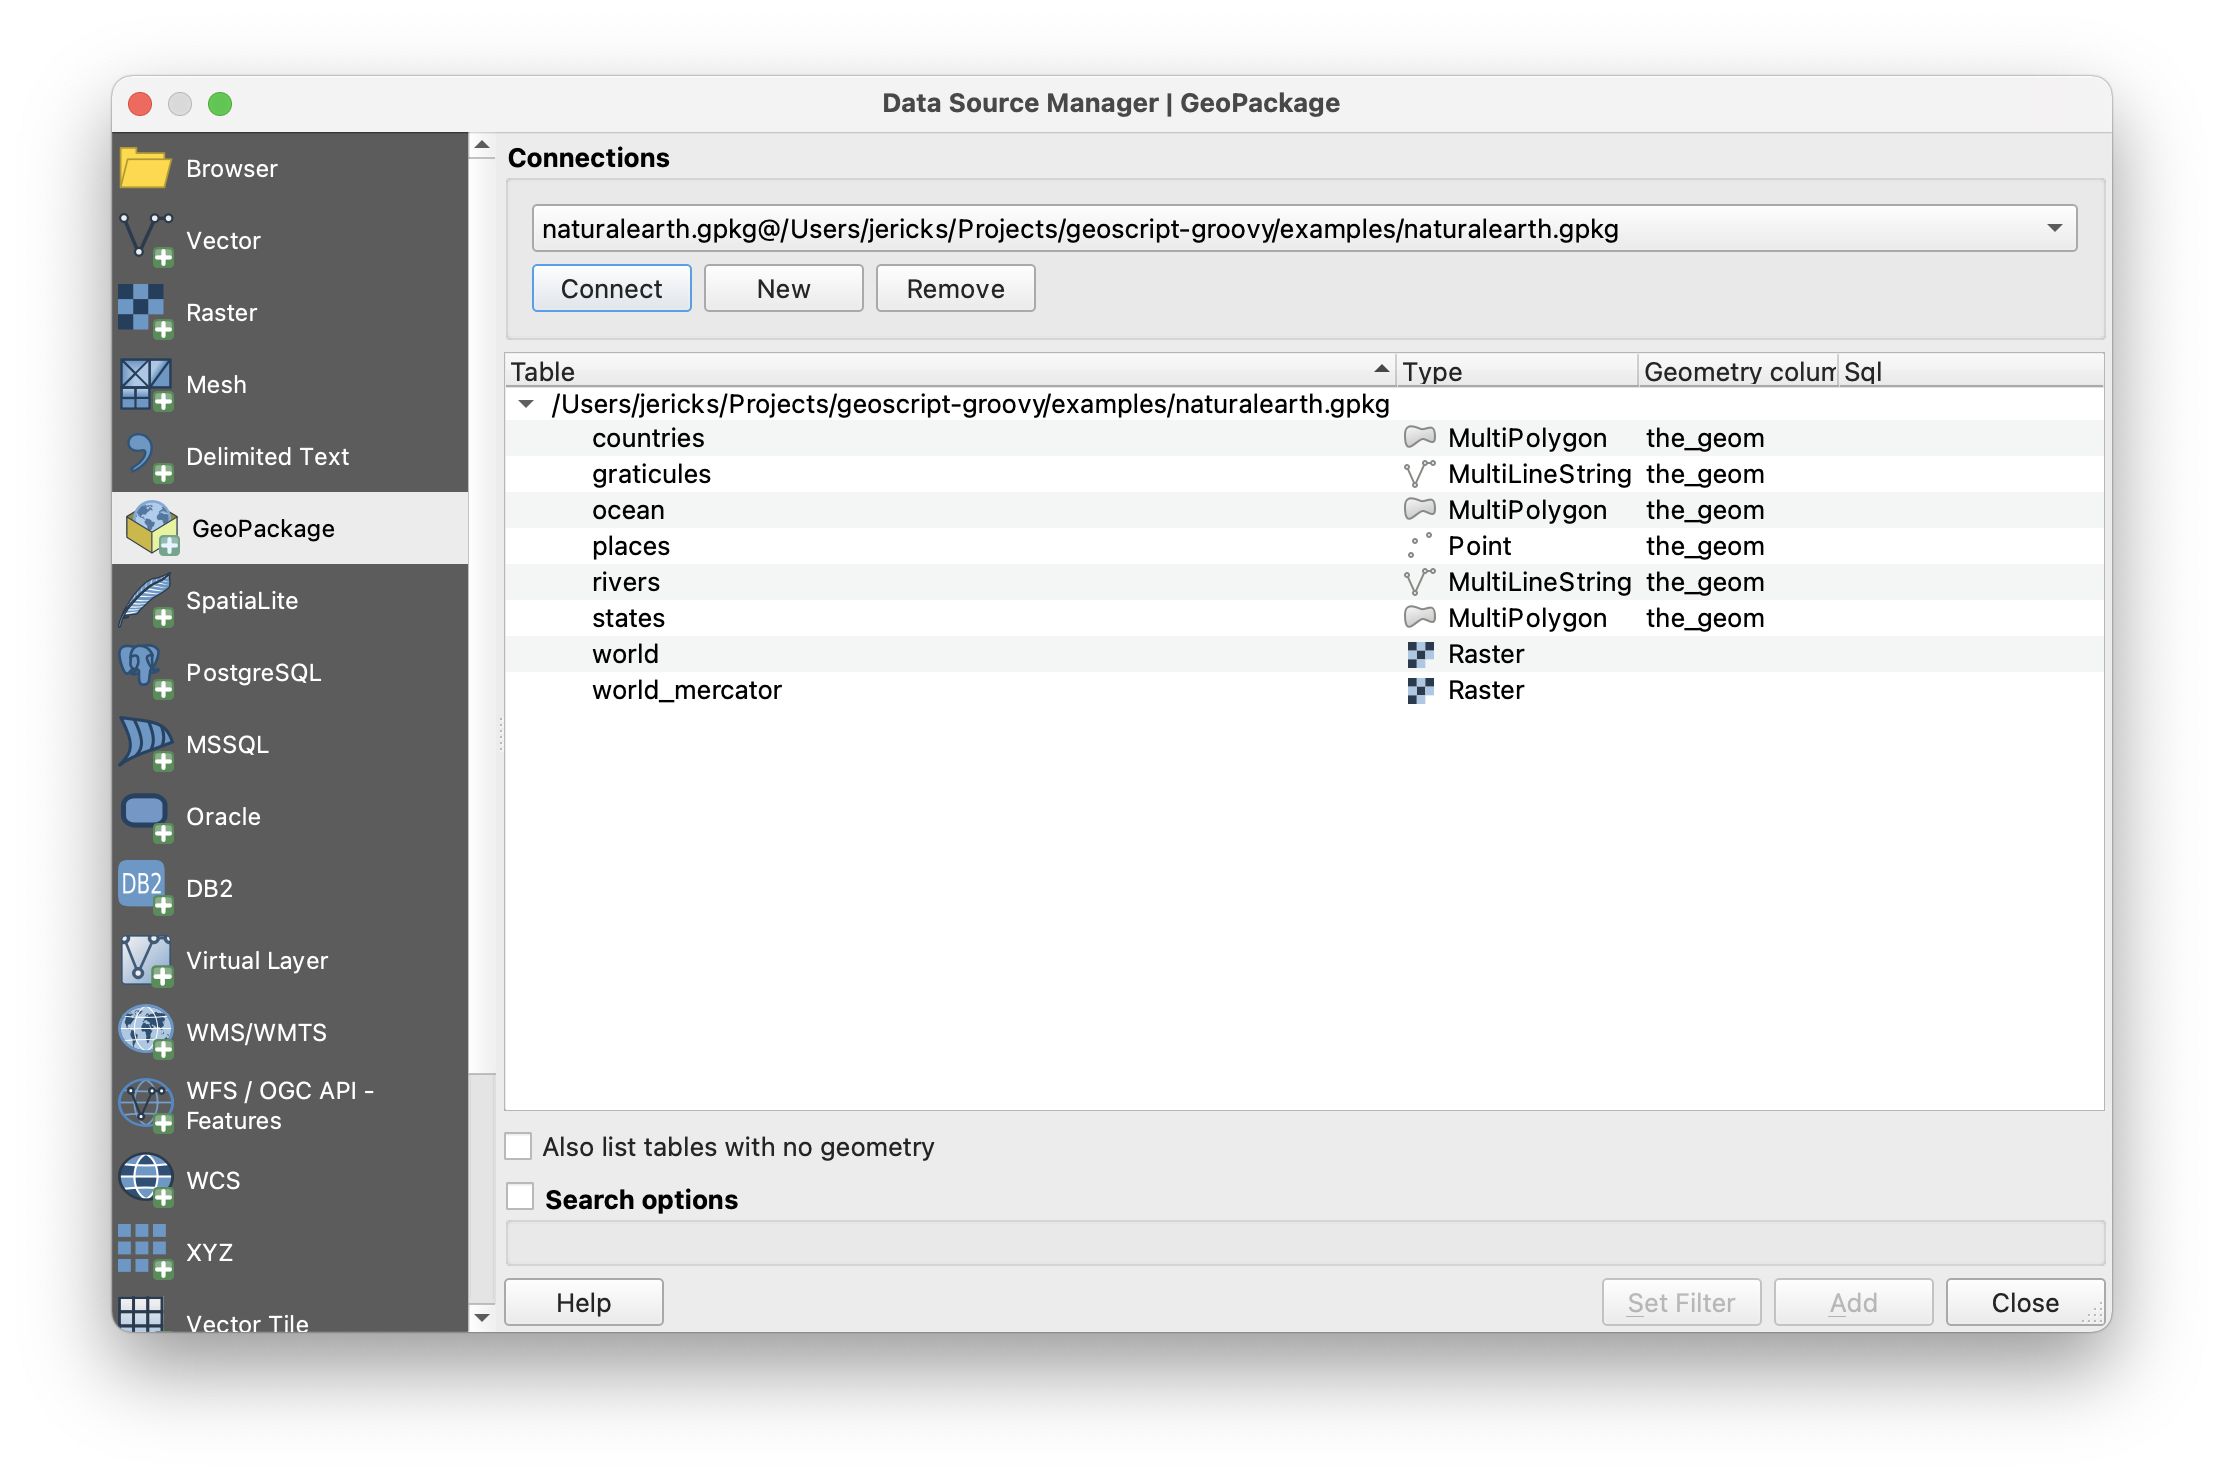 Data Source Manager | GeoPackage
Browser
Vector
Raster
Mesh
Delimited Text
GeoPackage
SpatiaLite
PostgreSQL
MSSQL
Oracle
DB2
DB2
Virtual Layer
WMS/WMTS
WFS / OGC API -
Features
WCS
XYZ
Vector Tile
Connections
naturalearth.gpkg@/Users/jericks/Projects/geoscript-groovy/examples/naturalearth.gpkg
Connect New Remove
Table Type Geometry colum Sql
/Users/jericks/Projects/geoscript-groovy/examples/naturalearth.gpkg
countries MultiPolygon the_geom
graticules MultiLineString the_geom
ocean MultiPolygon the_geom
places Point the_geom
rivers MultiLineString the_geom
states MultiPolygon the_geom
world Raster
world_mercator Raster
Also list tables with no geometry
Search options
Help Set Filter Add Close